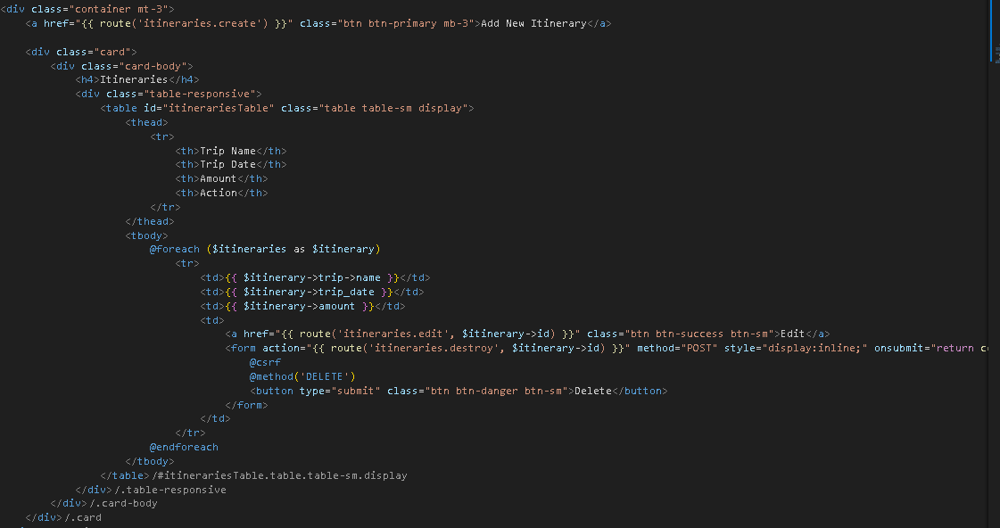 <div class="container mt-3">
<a href="{{ route('itineraries.create') }}" class="btn btn-primary mb-3">Add New Itinerary</a>
<div class="card">
<div class="card-body">
<h4>Itineraries</h4>
<div class="table-responsive">
<table id="itinerariesTable" class="table table-sm display">
<thead>
<tr>
<th>Trip Name</th>
<th>Trip Date</th>
<th>Amount</th>
<th>Action</th>
</tr>
</thead>
<tbody>
@foreach ($itineraries as $itinerary)
<tr>
<td>{{ $itinerary->trip->name }}</td>
<td>{{ $itinerary->trip_date }}</td>
<td>{{ $itinerary->amount }}</td>
<td>
<a href="{{ route('itineraries.edit', $itinerary->id) }}" class="btn btn-success btn-sm">Edit</a>
<form action="{{ route('itineraries.destroy', $itinerary->id) }}" method="POST" style="display:inline;" onsubmit="return
@csrf
@method('DELETE')
<button type="submit" class="btn btn-danger btn-sm">Delete</button>
</form>
</td>
</tr>
@endforeach
</tbody>
</table>/#itinerariesTable.table.table-sm.display
</div>/.table-responsive
</div>/.card-body
</div>/.card